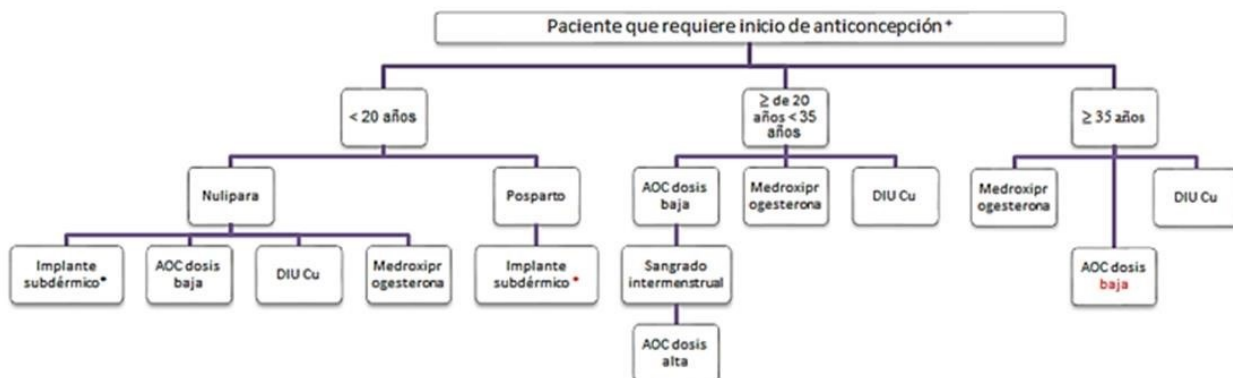 Paciente que requiere inicio de anticoncepción *
< 20 años
≥ de 20
años < 35
años
≥ 35 años
Nulipara
Posparto
AOC dosis
baja
Medroxipr
ogesterona
DIU Cu
Medroxipr
ogesterona
DIU Cu
Implante
subdérmico*
AOC dosis
baja
DIU Cu
Medroxipr
ogesterona
Implante
subdérmico *
Sangrado
intermenstrual
AOC dosis
baja
AOC dosis
alta